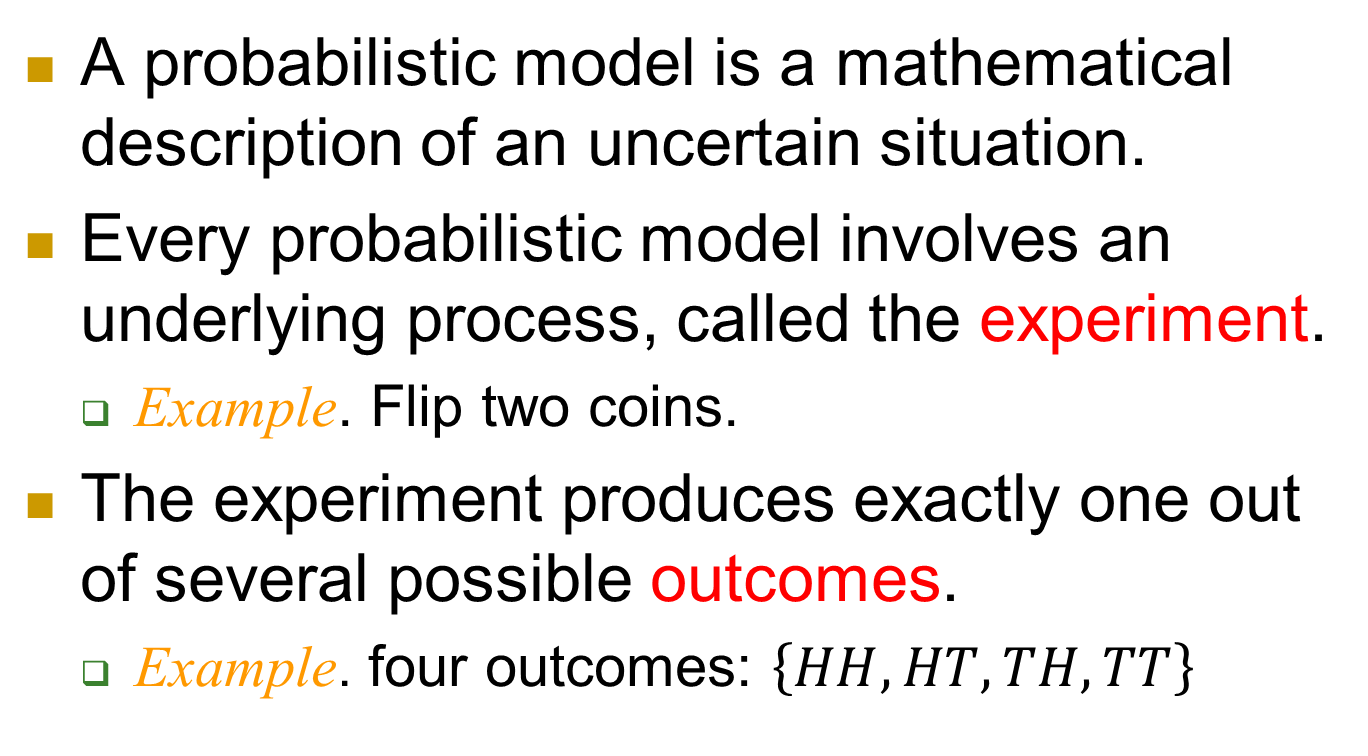 A probabilistic model is a mathematical
description of an uncertain situation.
Every probabilistic model involves an
underlying process, called the experiment.
Example. Flip two coins.
The experiment produces exactly one out
of several possible outcomes.
Example. four outcomes: {HH, HT, TH, TT}